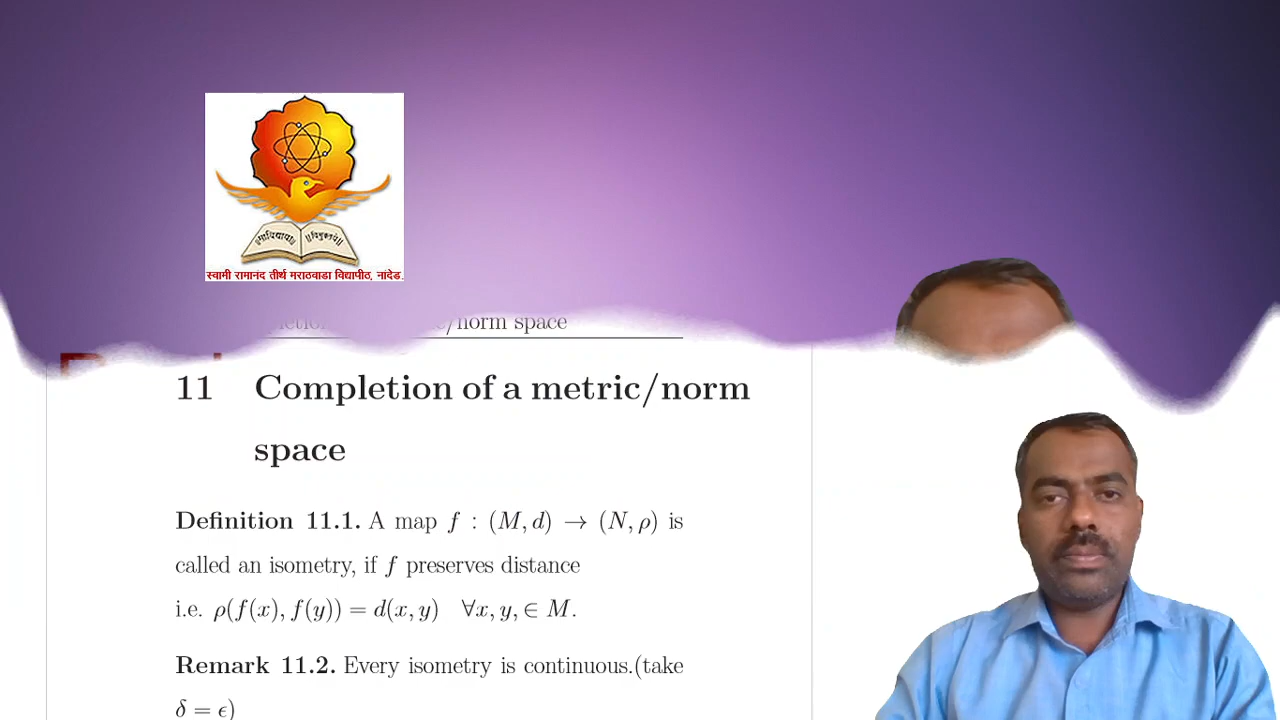 ॥सा विद्या या॥ ॥विमुक्तये॥
स्वामी रामानंद तीर्थ मराठवाडा विद्यापीठ, नांदेड.
/norm space
11 Completion of a metric/norm
space
Definition 11.1. A map f : (M, d) → (N, ρ) is
called an isometry, if f preserves distance
i.e. ρ(f(x), f(y)) = d(x, y) ∀x, y, ∈ M.
Remark 11.2. Every isometry is continuous.(take
δ = ϵ)